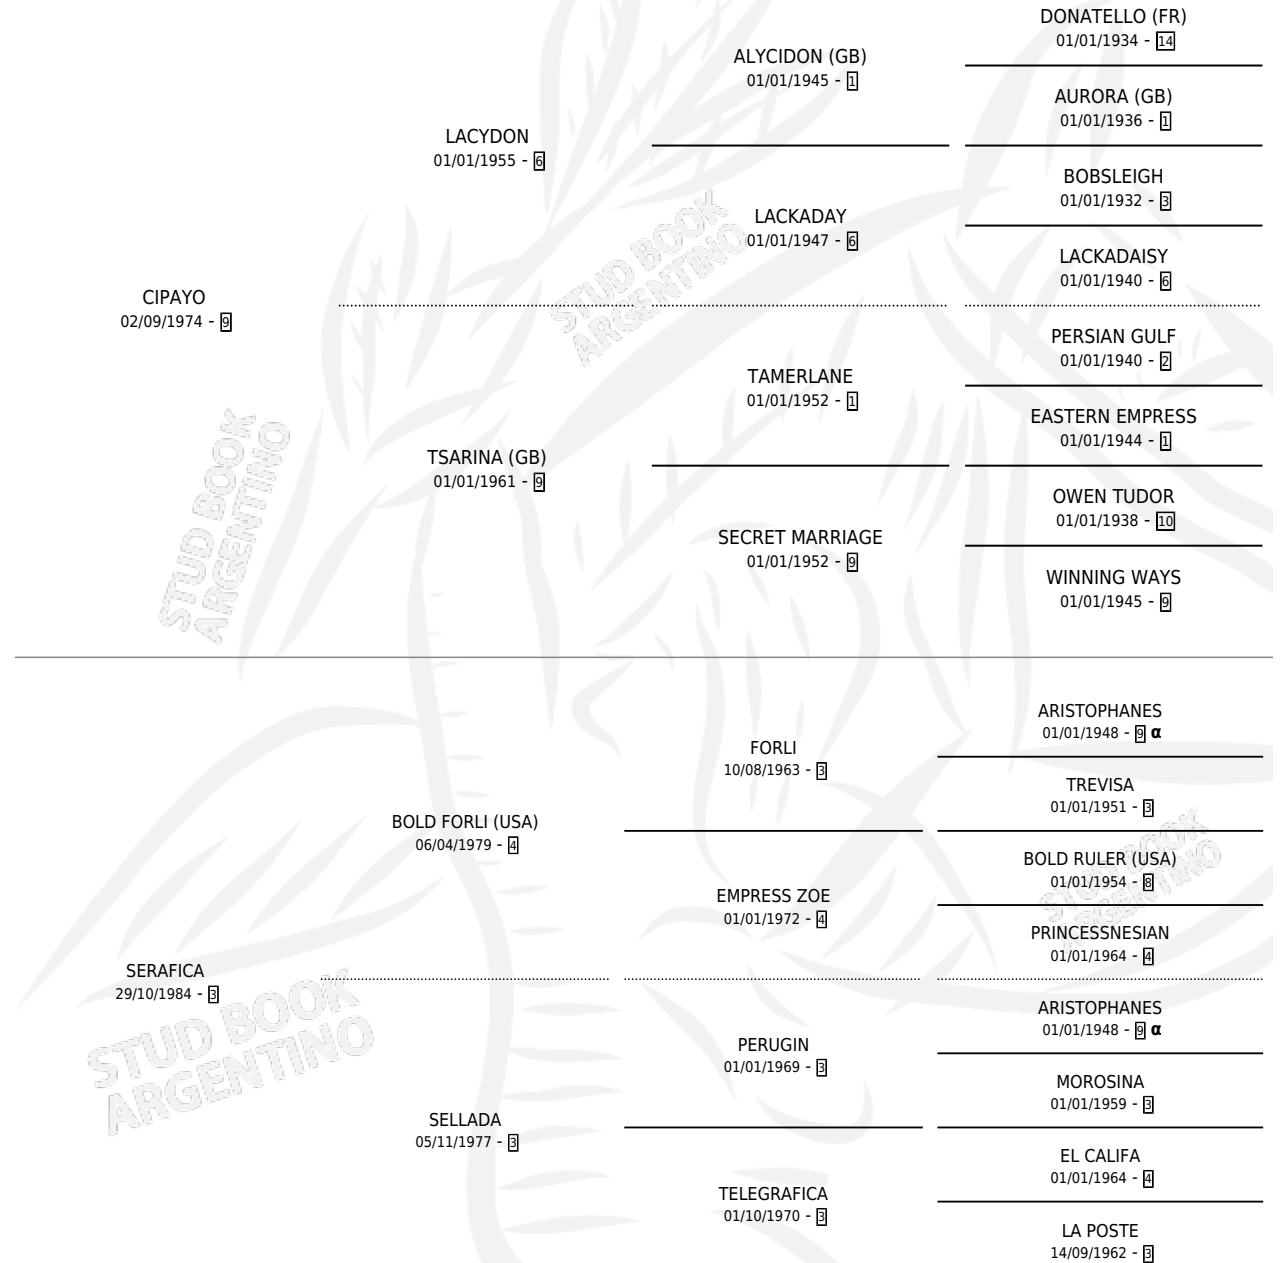 DONATELLO (FR)
01/01/1934 - 14
ALYCIDON (GB)
01/01/1945 - 1
AURORA (GB)
01/01/1936 - 1
LACYDON
01/01/1955 - 6
BOBSLEIGH
01/01/1932 - 3
LACKADAY
01/01/1947 - 6
LACKADAISY
01/01/1940 - 6
CIPAYO
02/09/1974 - 9
PERSIAN GULF
01/01/1940 - 2
TAMERLANE
01/01/1952 - 1
EASTERN EMPRESS
01/01/1944 - 1
TSARINA (GB)
01/01/1961 - 9
OWEN TUDOR
01/01/1938 - 10
SECRET MARRIAGE
01/01/1952 - 9
WINNING WAYS
01/01/1945 - 9
ARISTOPHANES
01/01/1948 - 9 α
FORLI
10/08/1963 - 3
TREVISA
01/01/1951 - 3
BOLD FORLI (USA)
06/04/1979 - 4
BOLD RULER (USA)
01/01/1954 - 8
EMPRESS ZOE
01/01/1972 - 4
PRINCESSNESIAN
01/01/1964 - 4
SERAFICA
29/10/1984 - 3
ARISTOPHANES
01/01/1948 - 9 α
PERUGIN
01/01/1969 - 3
MOROSINA
01/01/1959 - 3
SELLADA
05/11/1977 - 3
EL CALIFA
01/01/1964 - 4
TELEGRAFICA
01/10/1970 - 3
LA POSTE
14/09/1962 - 3
STUD BOOK
ARGENTINO
STUD BOOK
ARGENTINO
STUD BOOK
ARGENTINO
STUD BOOK
ARGENTINO